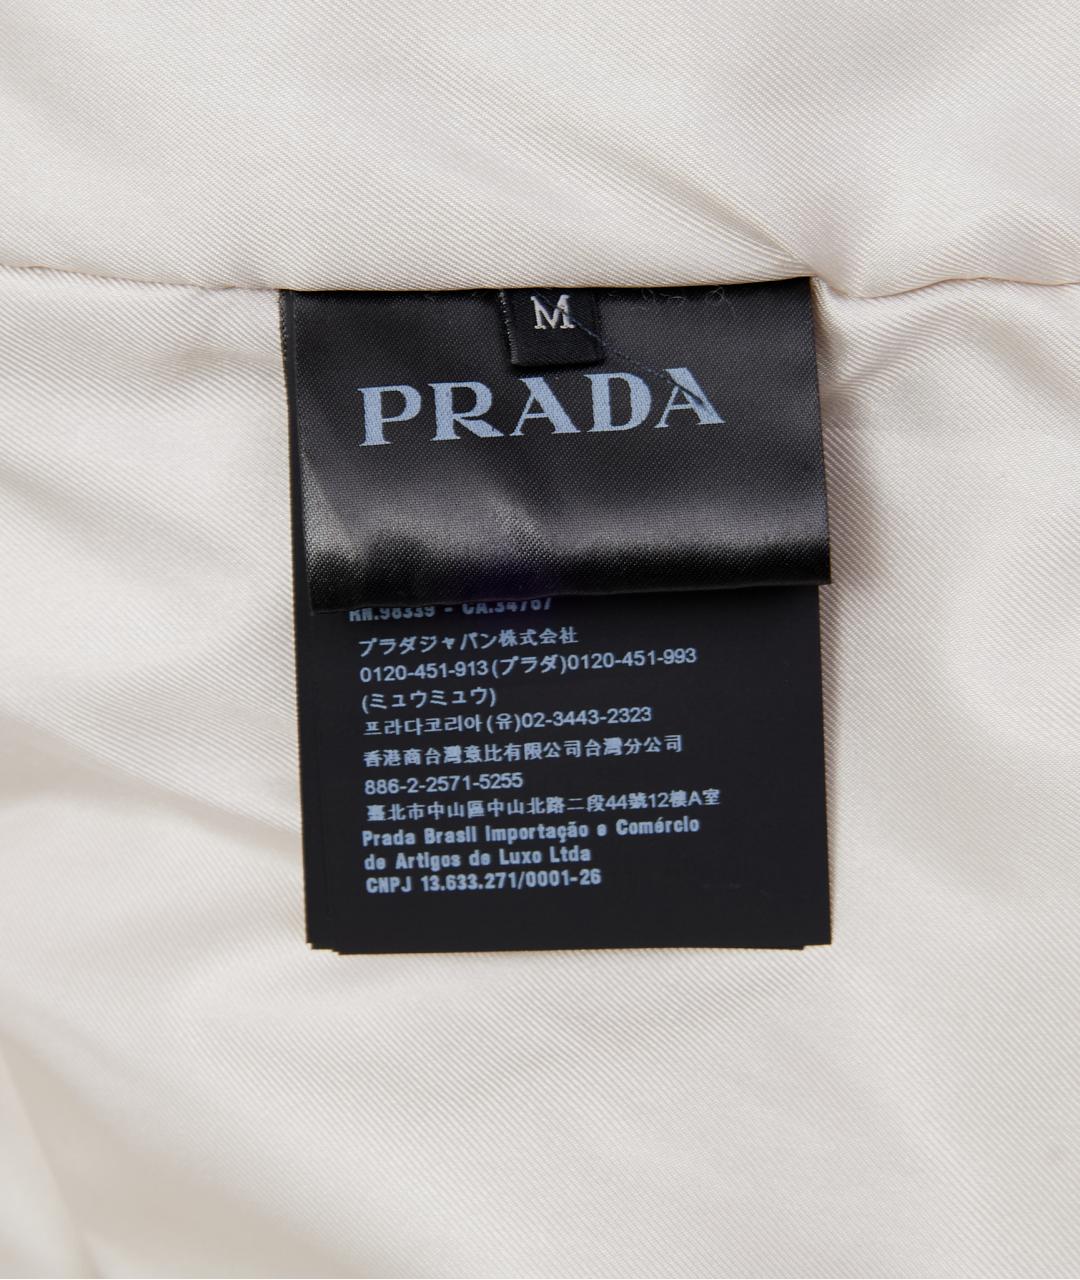 M
PRADA
RN.98339 - CA.34767
プラダジャパン株式会社
0120-451-913(プラダ)0120-451-993
(ミュウミュウ)
프라다코리아(유)02-3443-2323
香港商台灣意比有限公司台灣分公司
886-2-2571-5255
臺北市中山區中山北路二段44號12樓A室
Prada Brasil Importação e Comércio
de Artigos de Luxo Ltda
CNPJ 13.633.271/0001-26